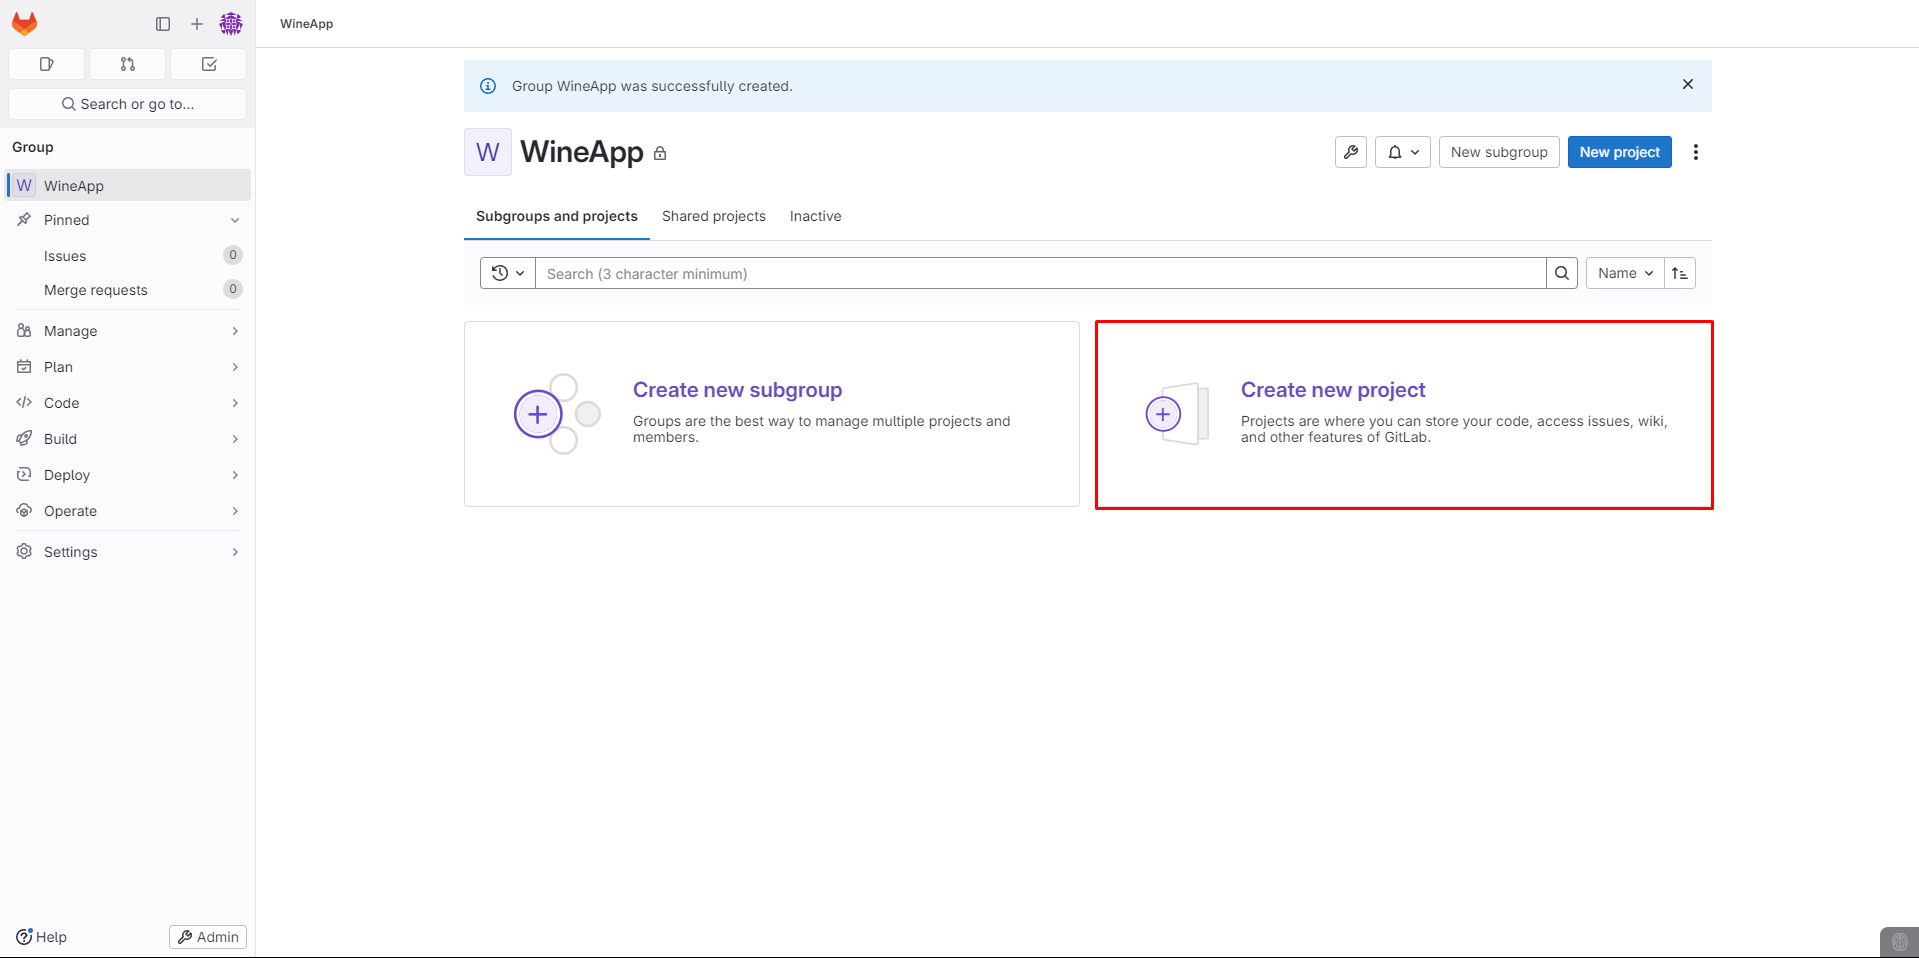 WineApp
Search or go to...
Group
W WineApp
Pinned
Issues 0
Merge requests 0
Manage
Plan
Code
Build
Deploy
Operate
Settings
Help
Admin
Group WineApp was successfully created.
W WineApp
New subgroup
New project
Subgroups and projects Shared projects Inactive
Search (3 character minimum)
Name
Create new subgroup
Groups are the best way to manage multiple projects and
members.
Create new project
Projects are where you can store your code, access issues, wiki,
and other features of GitLab.